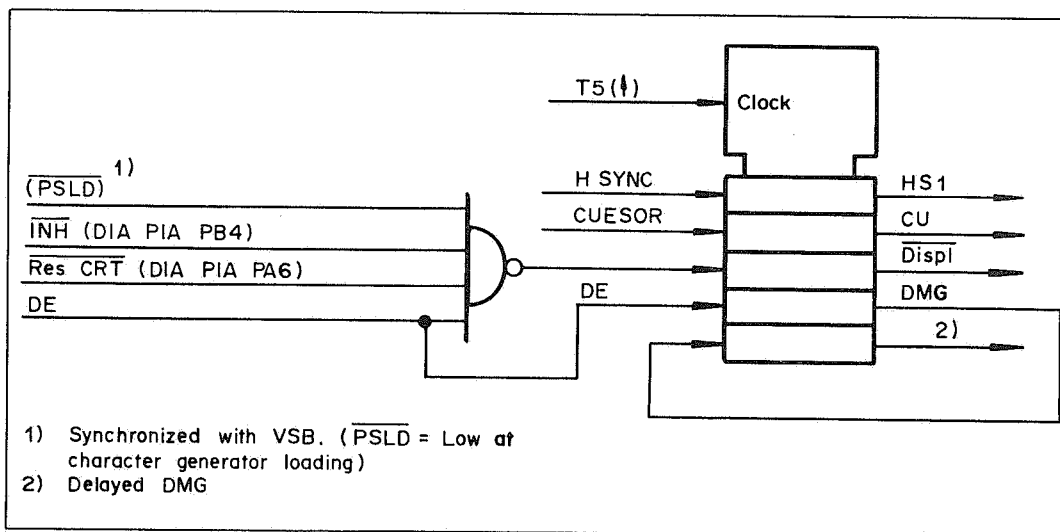 T5(↑)
Clock
(PSLD) 1)
INH (DIA PIA PB4)
Res CRT (DIA PIA PA6)
DE
H SYNC
CUESOR
DE
HS1
CU
Displ
DMG
2)
1) Synchronized with VSB. (PSLD = Low at
character generator loading)
2) Delayed DMG